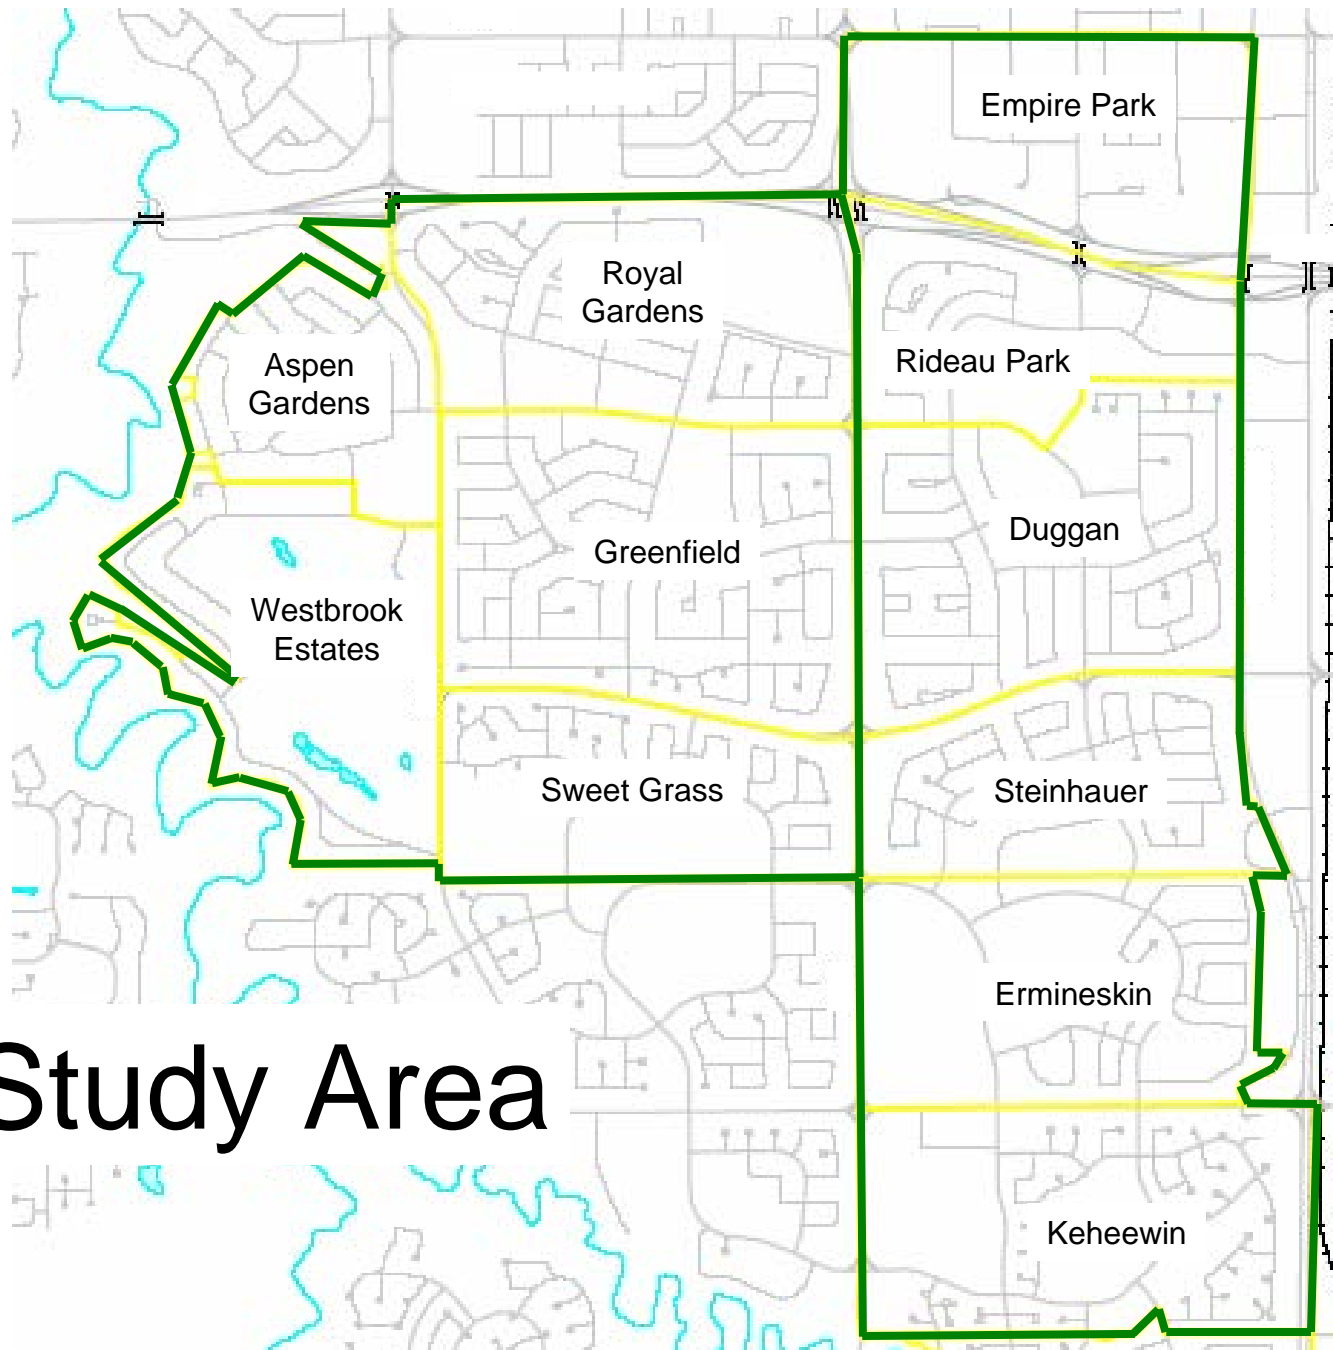 Empire Park
Royal
Gardens
Rideau Park
Aspen
Gardens
Duggan
Greenfield
Westbrook
Estates
Sweet Grass
Steinhauer
Ermineskin
Study Area
Keheewin